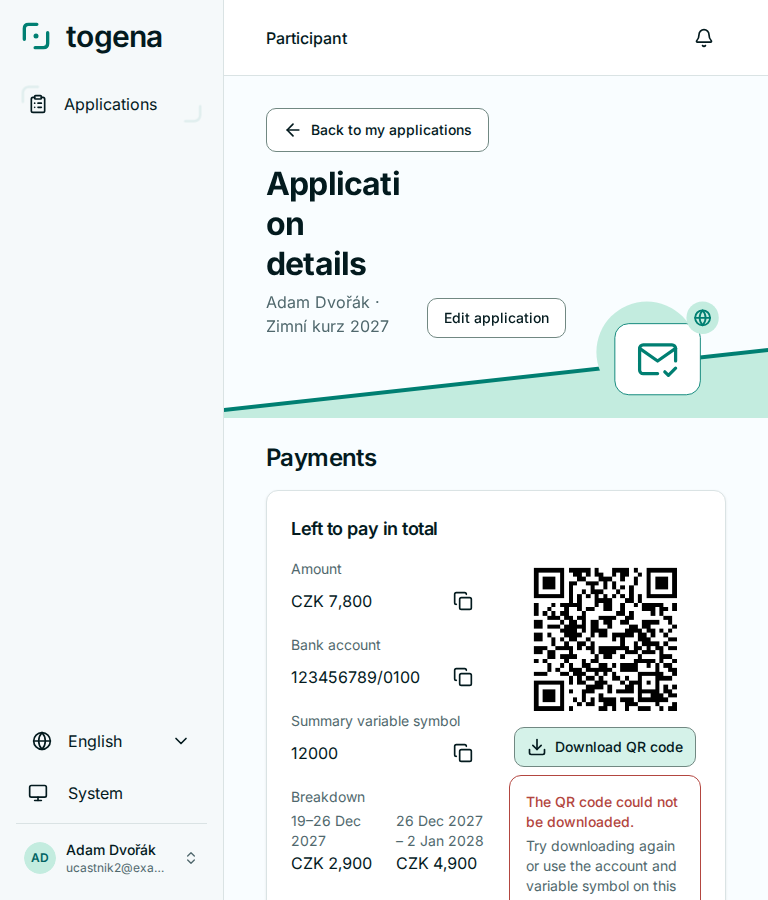 togena
Participant
Applications
Back to my applications
Applicati
on
details
Adam Dvořák ·
Zimní kurz 2027
Edit application
Payments
Left to pay in total
Amount
CZK 7,800
Bank account
123456789/0100
Summary variable symbol
12000
Breakdown
19–26 Dec
2027
CZK 2,900
26 Dec 2027
– 2 Jan 2028
CZK 4,900
Download QR code
The QR code could not
be downloaded.
Try downloading again
or use the account and
variable symbol on this
English
System
AD
Adam Dvořák
ucastnik2@exa...